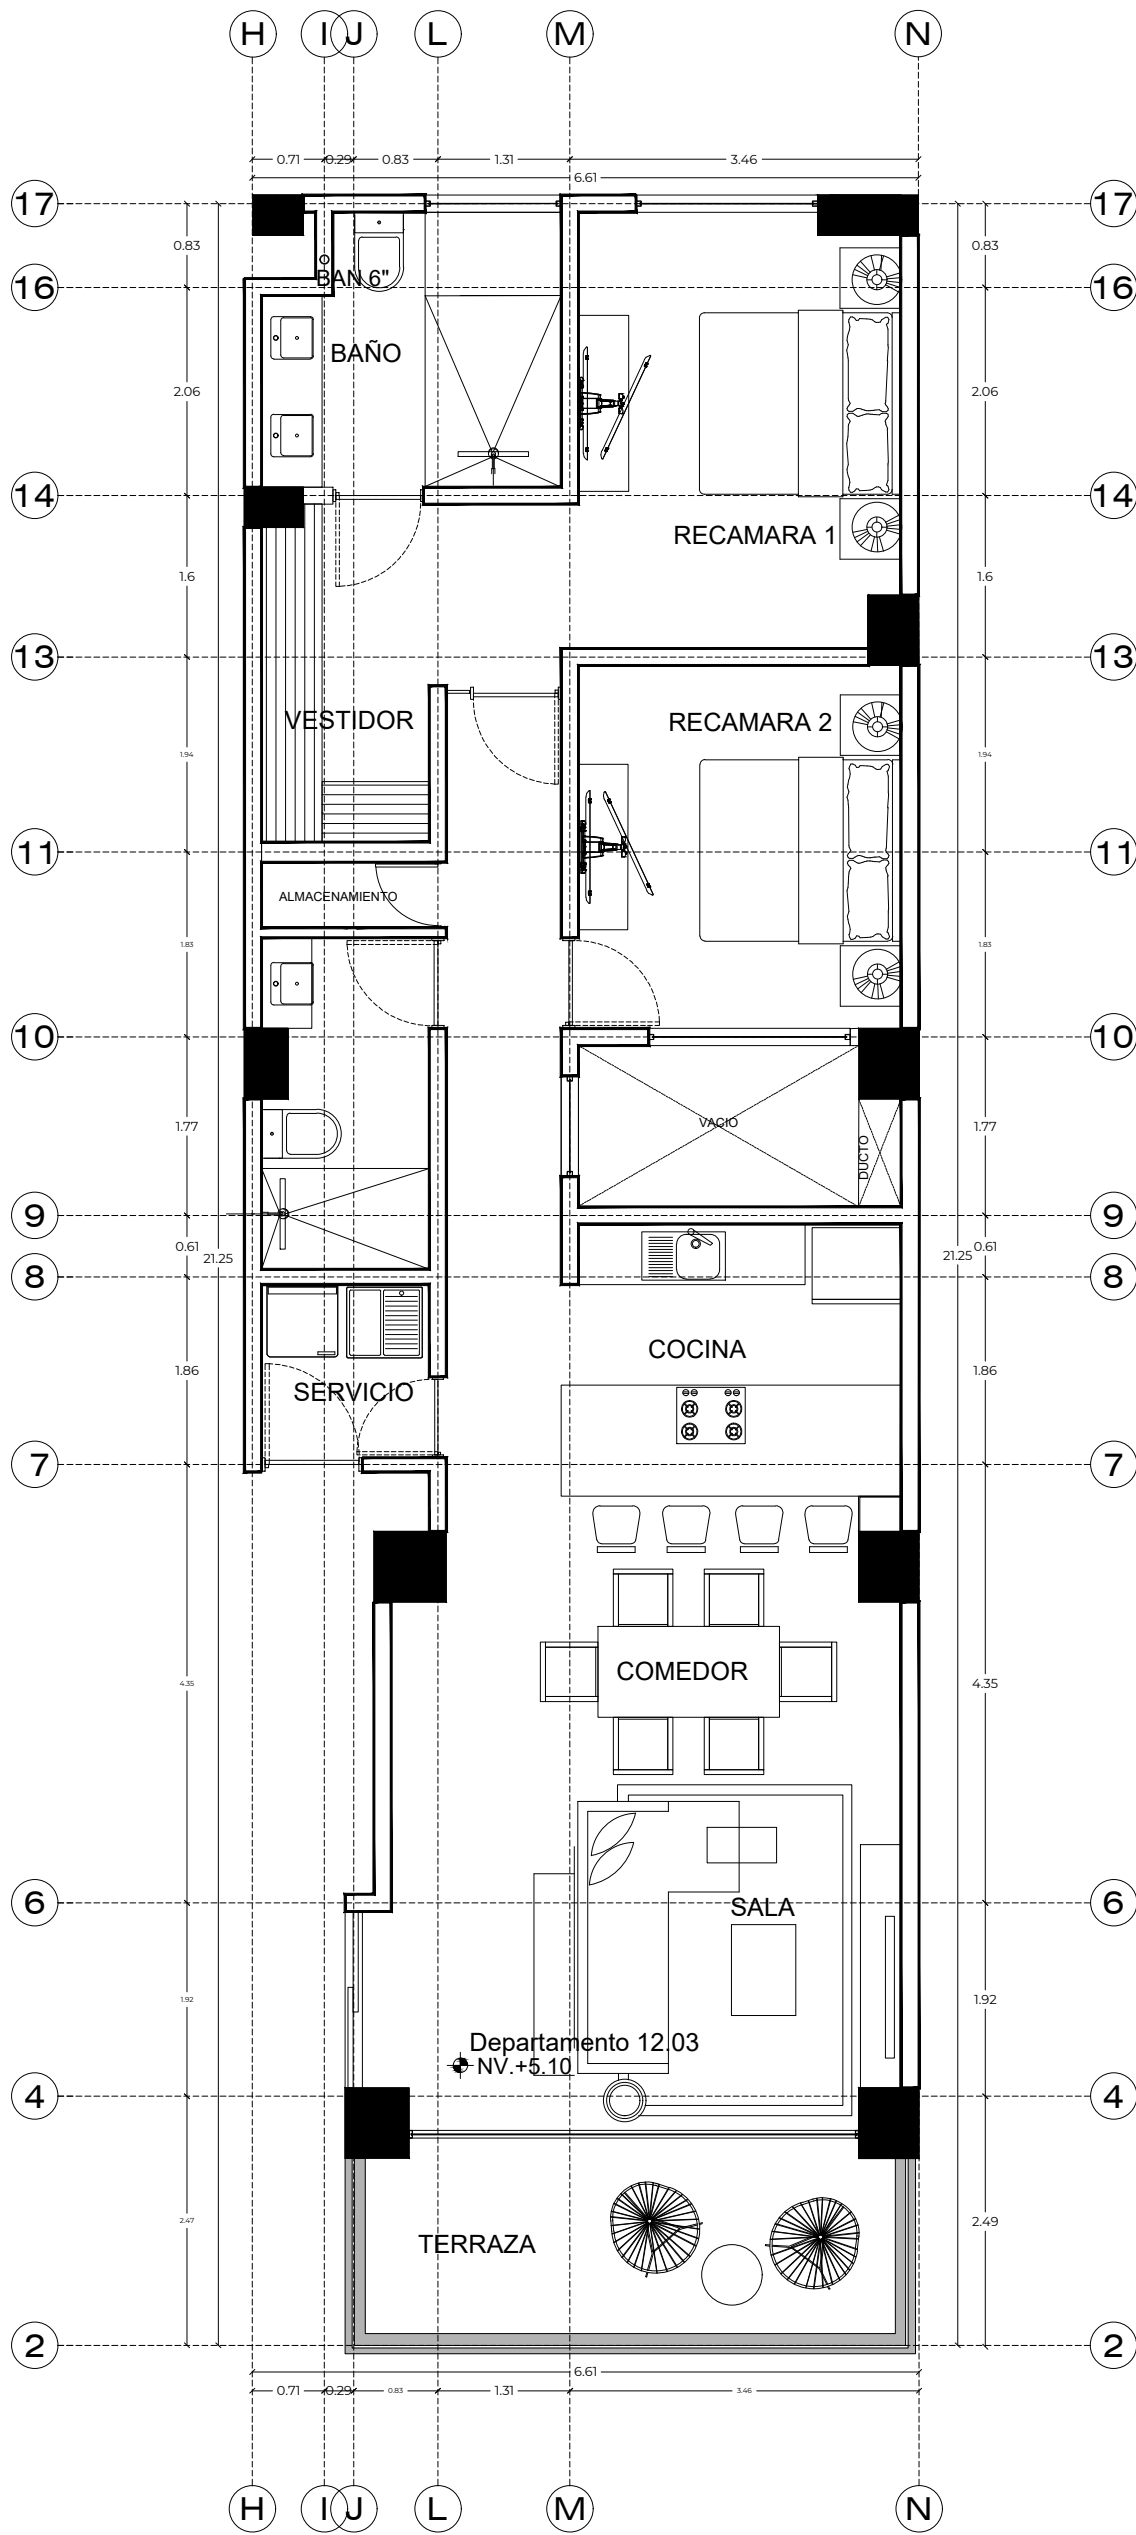 H I J L M N
0.71 0.29 0.83 1.31 3.46
6.61
17 17
0.83 0.83
16 16
BAN 6"
BAÑO
2.06 2.06
14 14
RECAMARA 1
1.6 1.6
13 13
VESTIDOR RECAMARA 2
1.94 1.94
11 11
ALMACENAMIENTO
1.83 1.83
10 10
VACIO
DUCTO
1.77 1.77
9 9
0.61 0.61
21.25 21.25
8 8
COCINA
1.86 1.86
SERVICIO
7 7
COMEDOR
4.35 4.35
6 6
SALA
1.92 1.92
Departamento 12.03
NV.+5.10
4 4
2.47 2.49
TERRAZA
2 2
6.61
0.71 0.29 0.83 1.31 3.46
H I J L M N